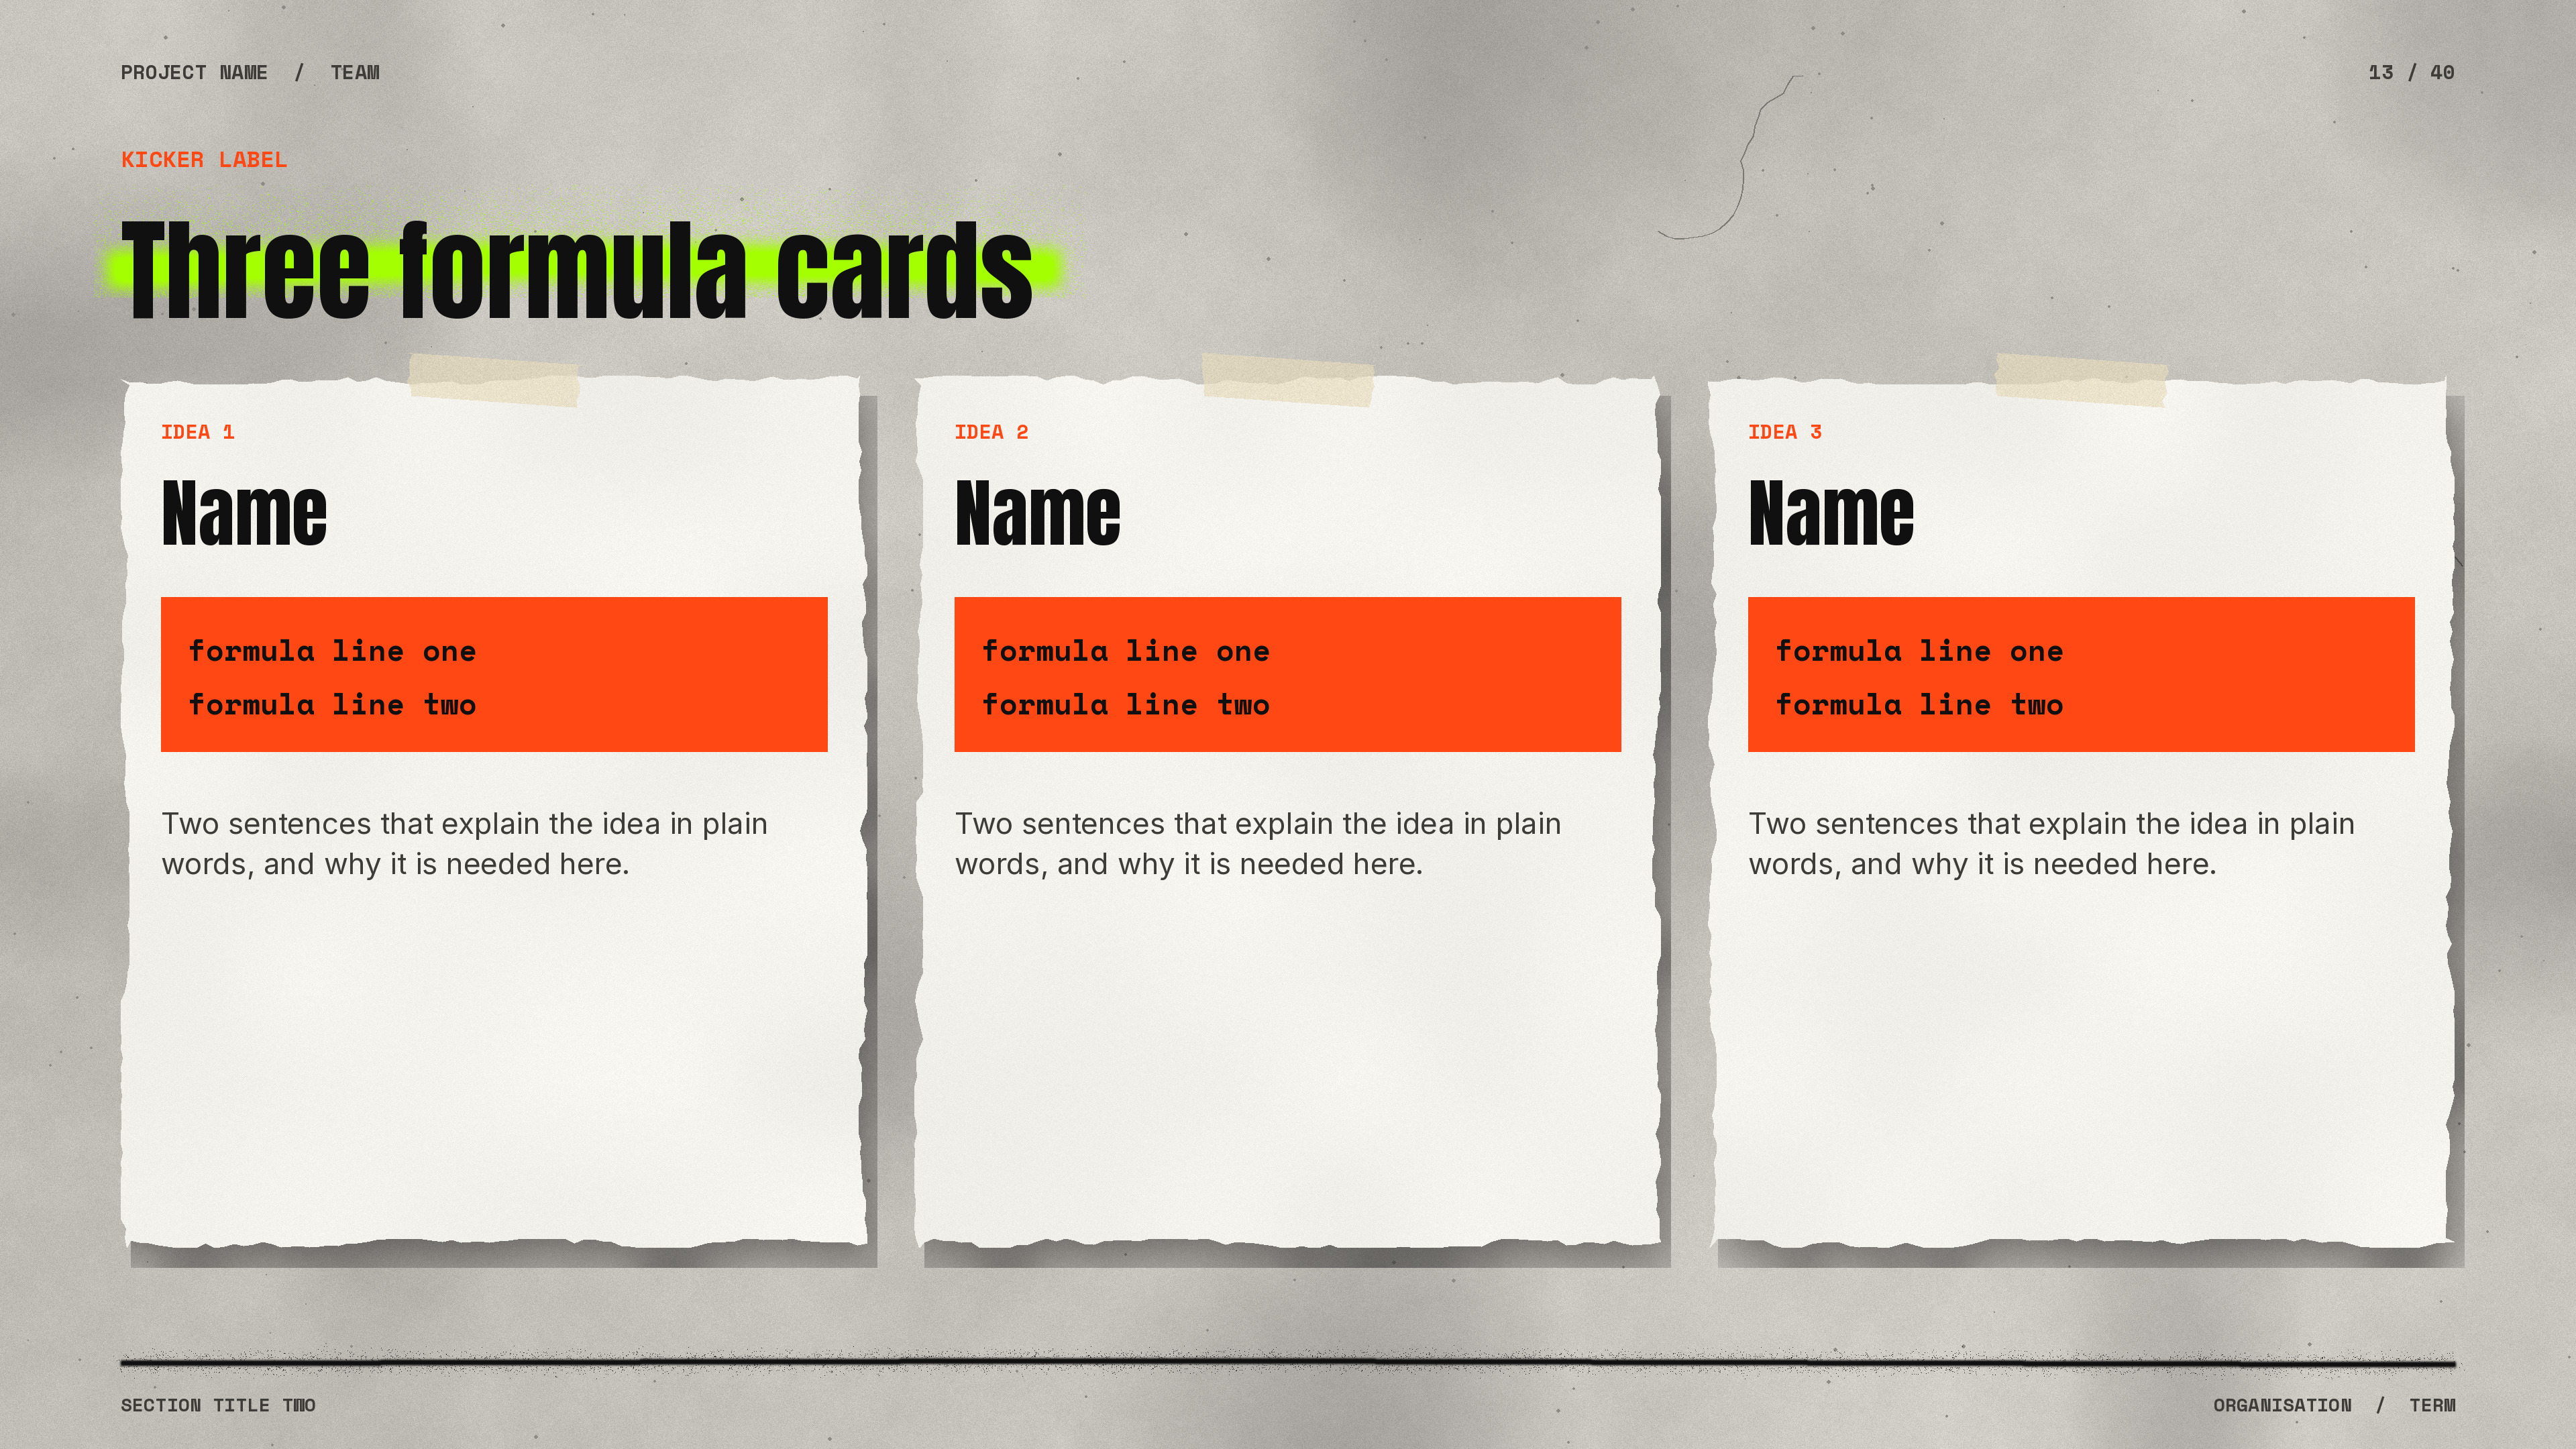 PROJECT NAME / TEAM
13 / 40
KICKER LABEL
Three formula cards
IDEA 1
Name
formula line one
formula line two
Two sentences that explain the idea in plain
words, and why it is needed here.
IDEA 2
Name
formula line one
formula line two
Two sentences that explain the idea in plain
words, and why it is needed here.
IDEA 3
Name
formula line one
formula line two
Two sentences that explain the idea in plain
words, and why it is needed here.
SECTION TITLE TWO
ORGANISATION / TERM